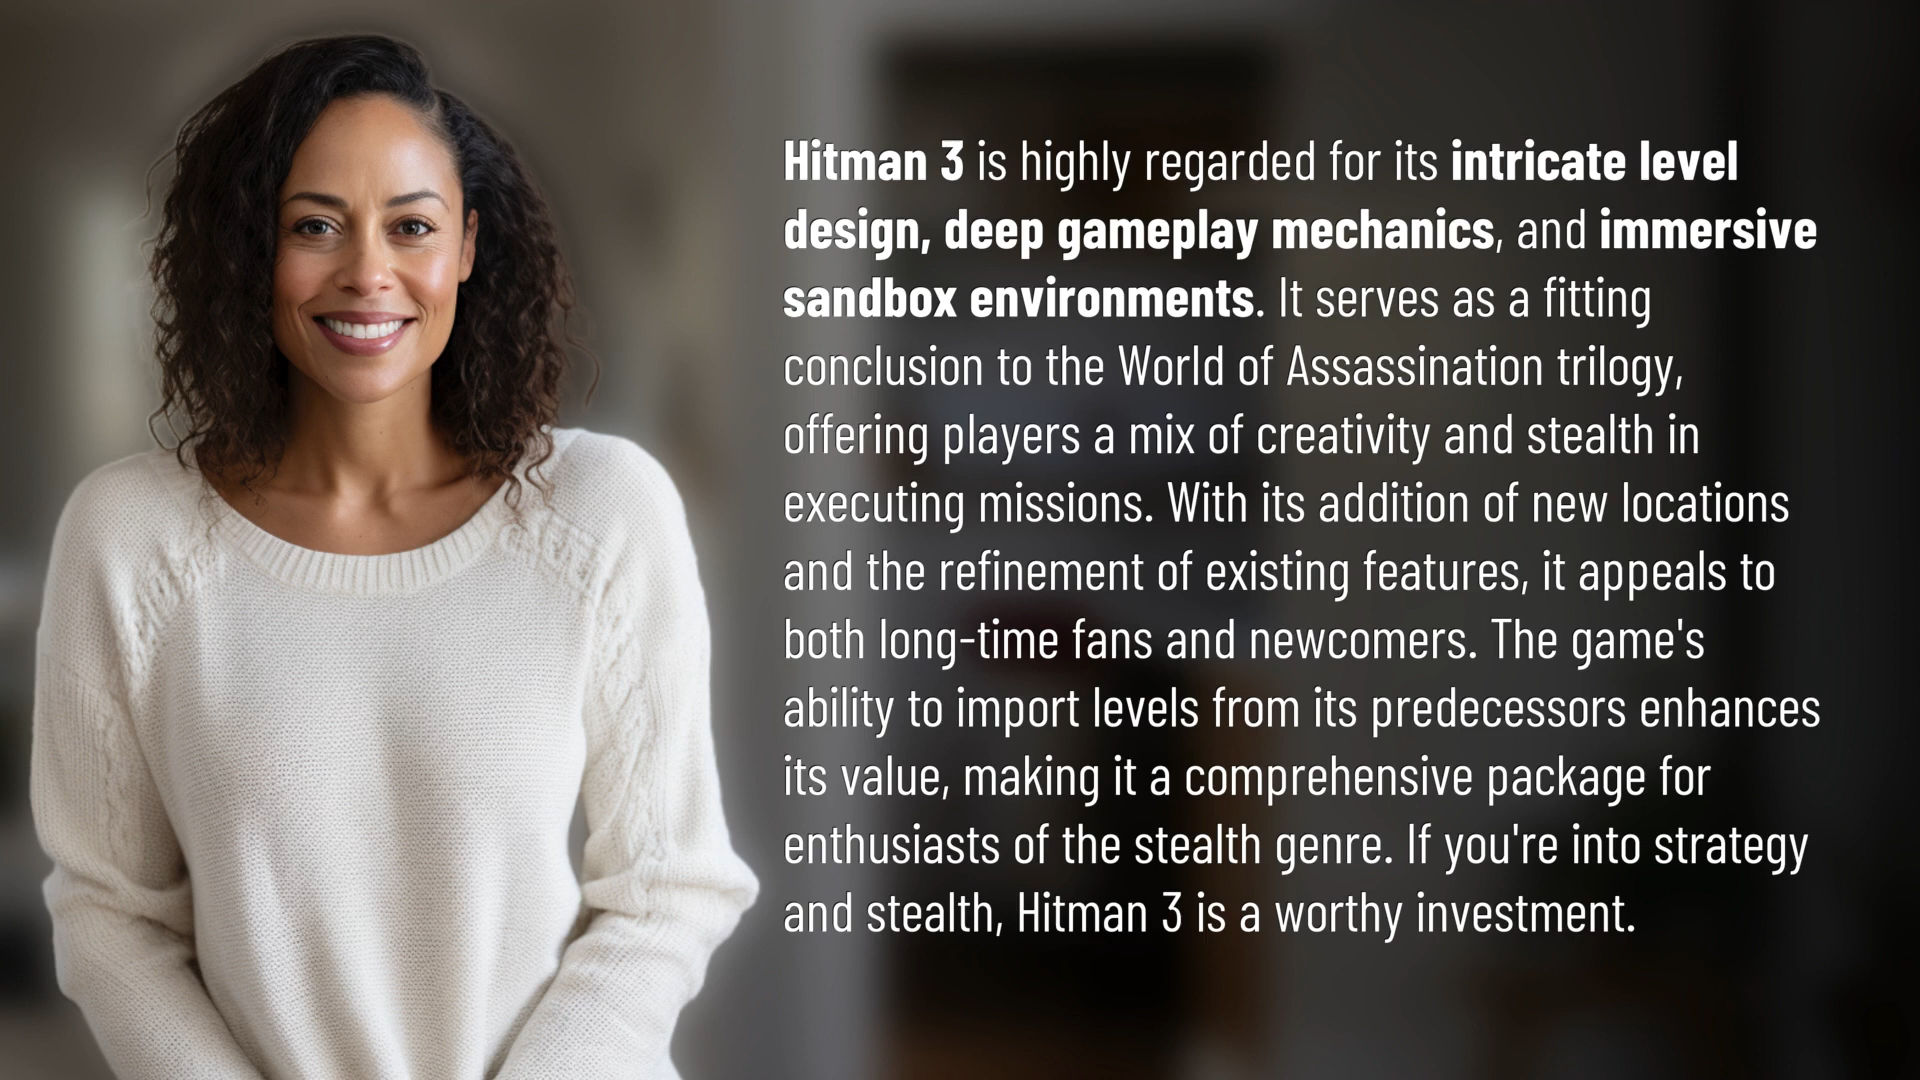 Hitman 3 is highly regarded for its intricate level
design, deep gameplay mechanics, and immersive
sandbox environments. It serves as a fitting
conclusion to the World of Assassination trilogy,
offering players a mix of creativity and stealth in
executing missions. With its addition of new locations
and the refinement of existing features, it appeals to
both long-time fans and newcomers. The game's
ability to import levels from its predecessors enhances
its value, making it a comprehensive package for
enthusiasts of the stealth genre. If you're into strategy
and stealth, Hitman 3 is a worthy investment.